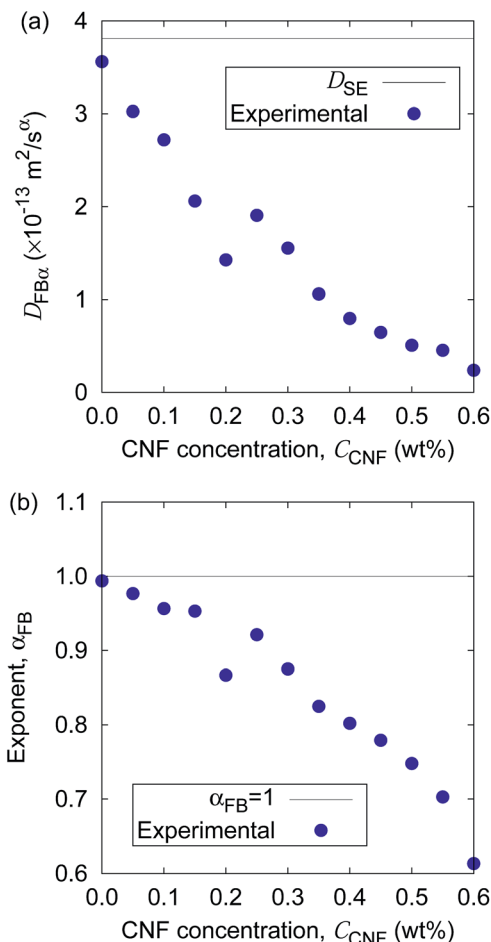 (a)
4
3
2
1
0
D_FBα (×10^-13 m^2/s^α)
D_SE
Experimental
0.0 0.1 0.2 0.3 0.4 0.5 0.6
CNF concentration, C_CNF (wt%)
(b)
1.1
1.0
0.9
0.8
0.7
0.6
Exponent, α_FB
α_FB=1
Experimental
0.0 0.1 0.2 0.3 0.4 0.5 0.6
CNF concentration, C_CNF (wt%)